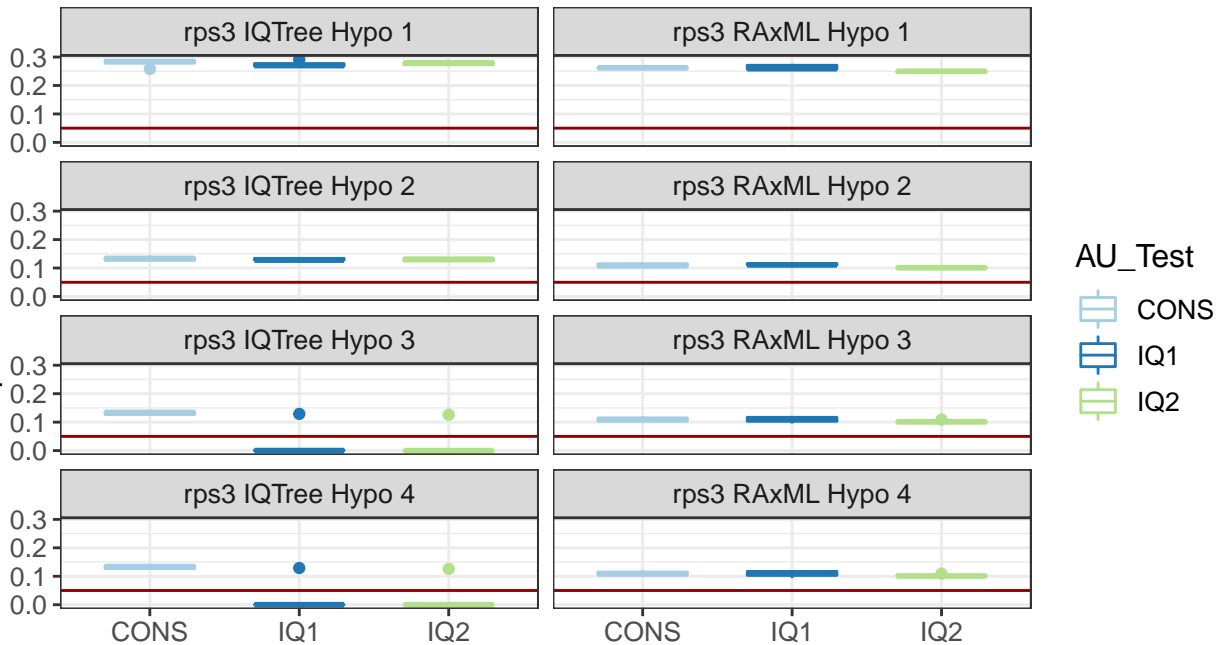 rps3 IQTree Hypo 1 rps3 RAxML Hypo 1
0.3
0.2
0.1
0.0
rps3 IQTree Hypo 2 rps3 RAxML Hypo 2
0.3
0.2
0.1
0.0
rps3 IQTree Hypo 3 rps3 RAxML Hypo 3
0.3
0.2
0.1
0.0
rps3 IQTree Hypo 4 rps3 RAxML Hypo 4
0.3
0.2
0.1
0.0
CONS IQ1 IQ2 CONS IQ1 IQ2
AU_Test
CONS
IQ1
IQ2